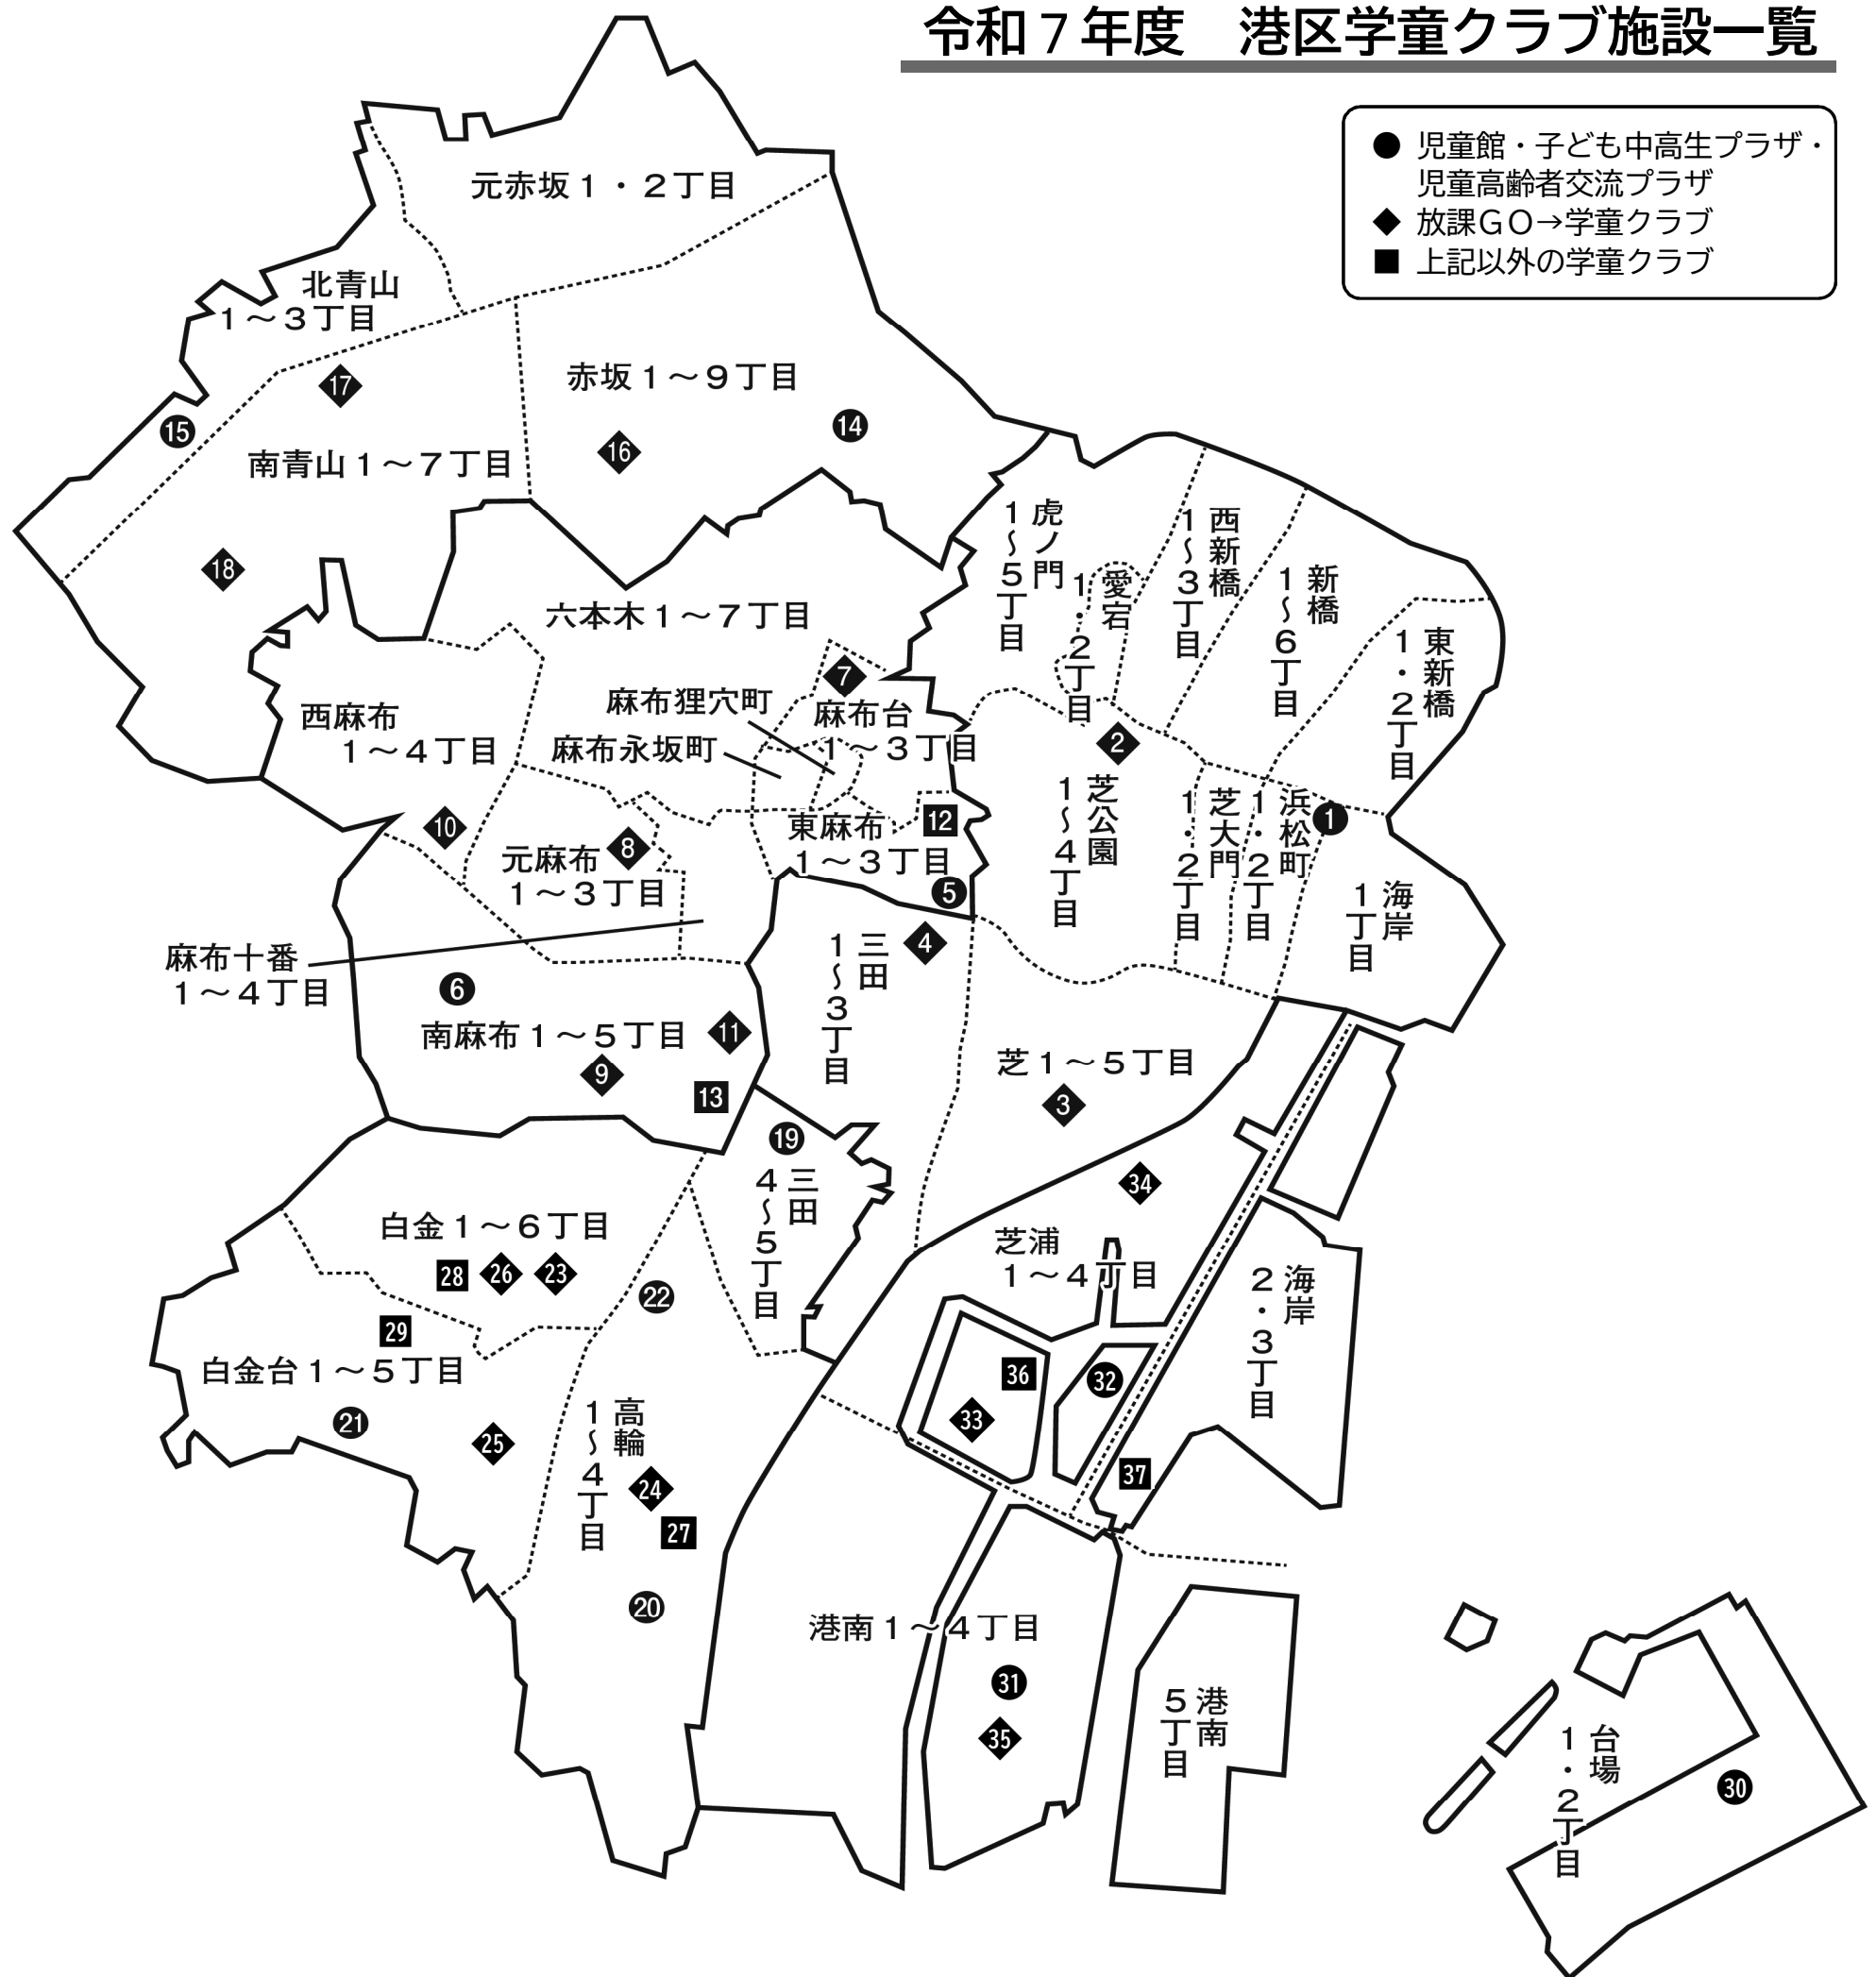 令和７年度　港区学童クラブ施設一覧
● 児童館・子ども中高生プラザ・
児童高齢者交流プラザ
◆ 放課ＧＯ→学童クラブ
■ 上記以外の学童クラブ
元赤坂１・２丁目
北青山
１～３丁目
17
赤坂１～９丁目
15
14
16
南青山１～７丁目
18
虎ノ門
１～５丁目
愛宕
１・２丁目
西新橋
１～３丁目
新橋
１～６丁目
東新橋
１・２丁目
六本木１～７丁目
7
麻布狸穴町
麻布台
１～３丁目
麻布永坂町
西麻布
１～４丁目
2
芝公園
１～４丁目
芝大門
１・２丁目
浜松町
１・２丁目
1
海岸
１丁目
10
8
元麻布
１～３丁目
東麻布
１～３丁目
12
5
4
三田
１～３丁目
麻布十番
１～４丁目
6
南麻布１～５丁目
11
9
13
芝１～５丁目
3
19
三田
４～５丁目
34
白金１～６丁目
28
26
23
22
29
白金台１～５丁目
21
25
高輪
１～４丁目
24
27
20
芝浦
１～４丁目
36
32
33
37
海岸
２・３丁目
港南１～４丁目
31
35
港南
５丁目
台場
１・２丁目
30